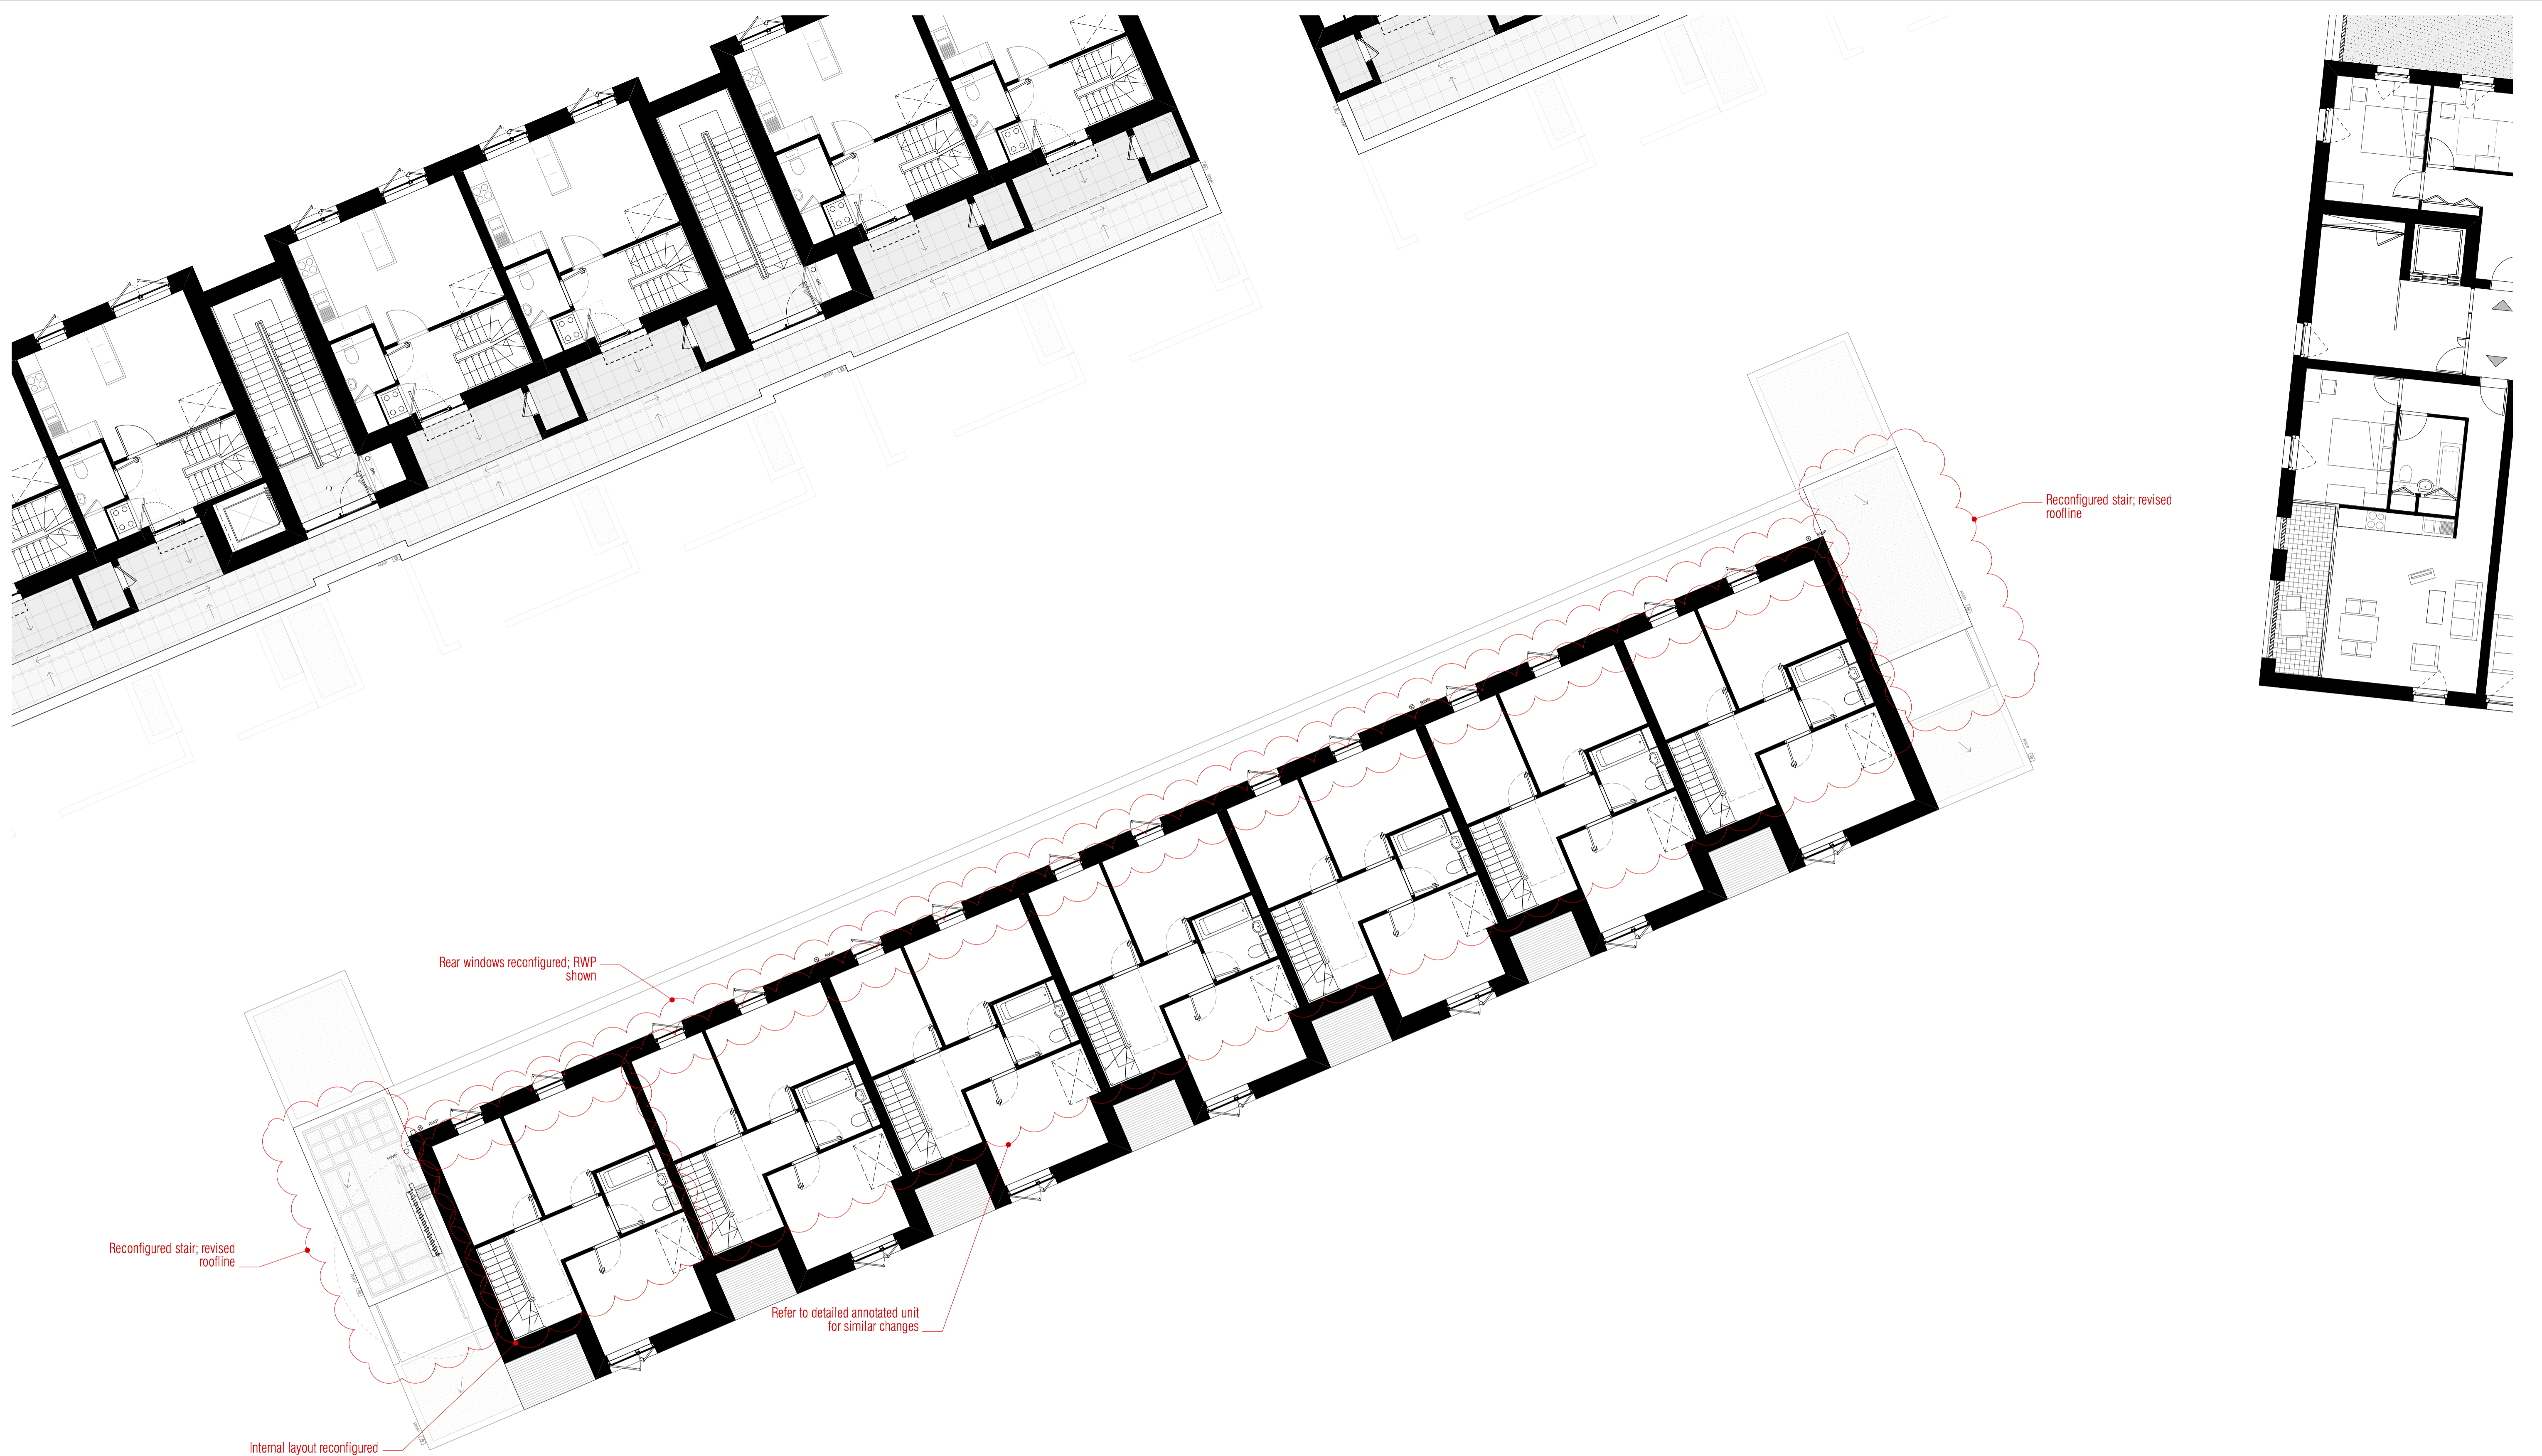 Reconfigured stair; revised
roofline
Rear windows reconfigured; RWP
shown
Reconfigured stair; revised
roofline
Refer to detailed annotated unit
for similar changes
Internal layout reconfigured